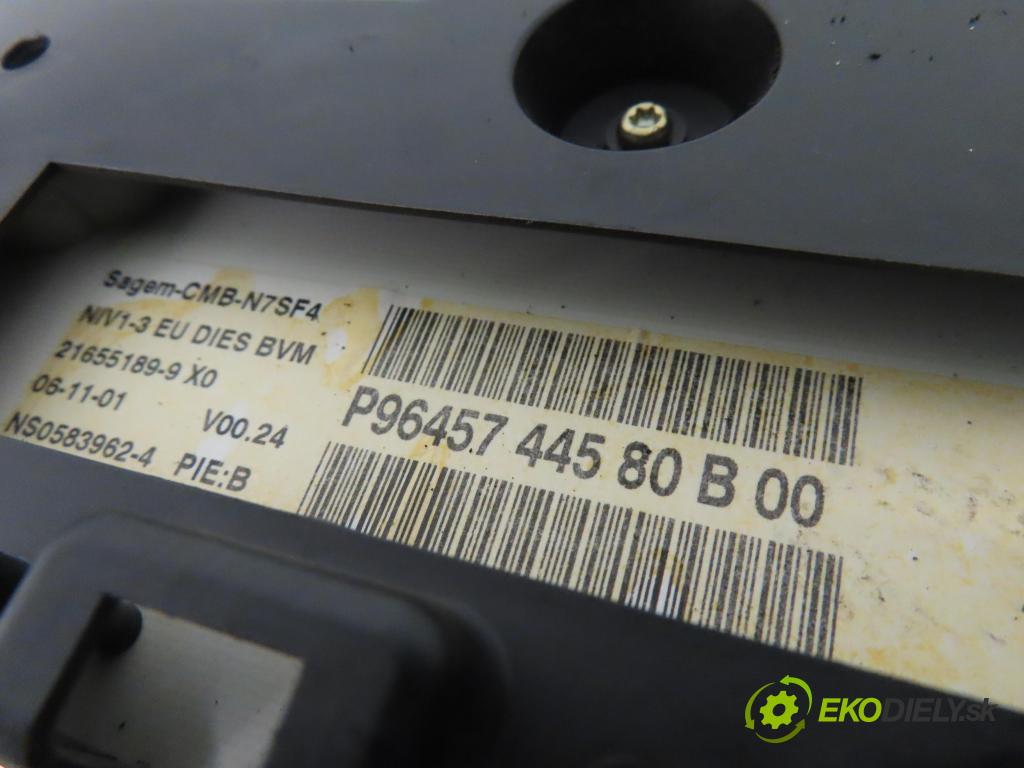 Sagem-CMB-N7SF4
NIV1-3 EU DIES BVM
21655189-9 X0
06-11-01 V00.24
NS0583962-4 PIE:B
P96457 445 80 B 00
EKODIELY.sk